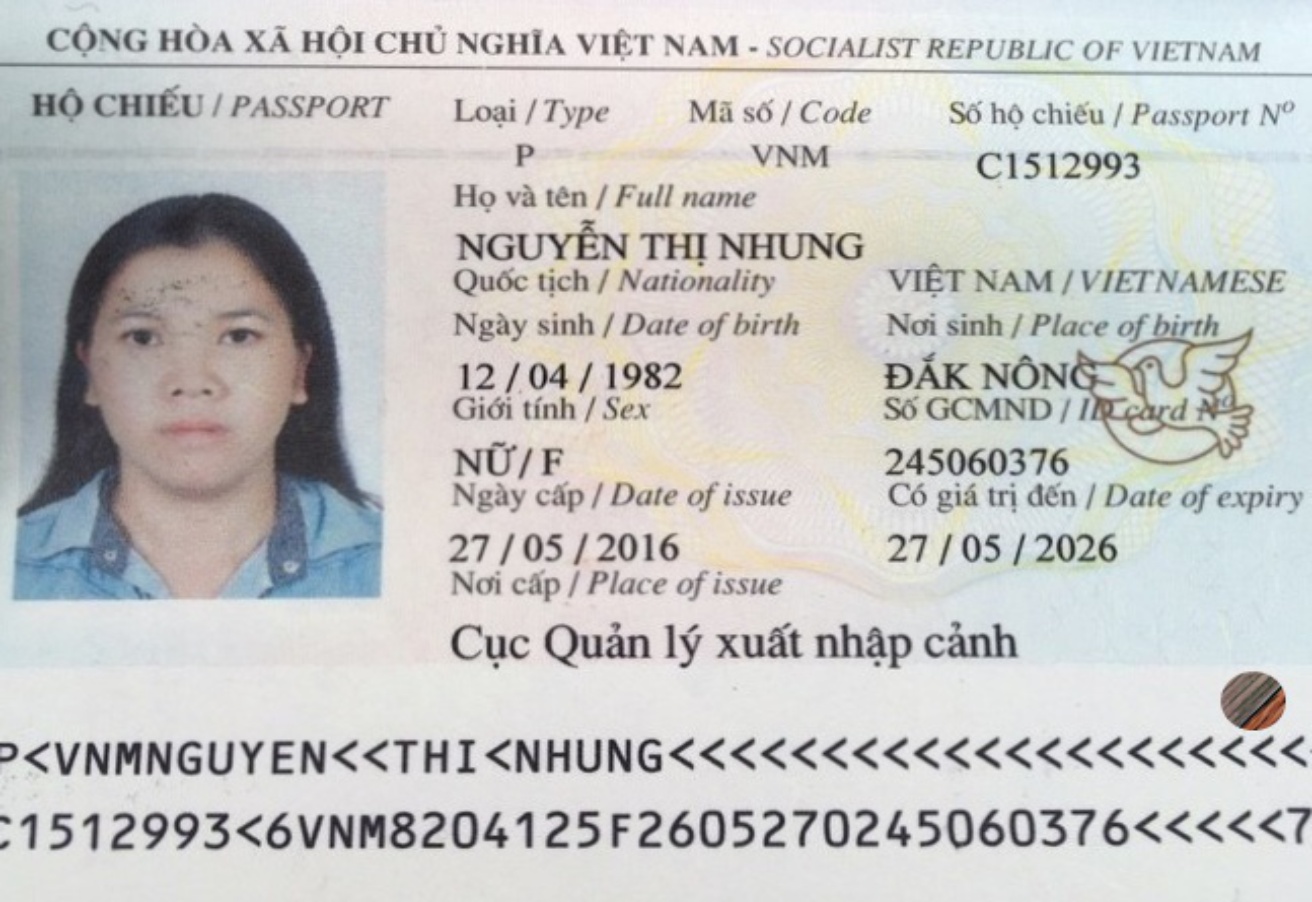 CỘNG HÒA XÃ HỘI CHỦ NGHĨA VIỆT NAM - SOCIALIST REPUBLIC OF VIETNAM
HỘ CHIẾU / PASSPORT
Loại / Type Mã số / Code Số hộ chiếu / Passport Nº
P VNM C1512993
Họ và tên / Full name
NGUYỄN THỊ NHUNG
Quốc tịch / Nationality VIỆT NAM / VIETNAMESE
Ngày sinh / Date of birth Nơi sinh / Place of birth
12 / 04 / 1982 ĐẮK NÔNG
Giới tính / Sex Số GCMND / ID card Nº
NỮ / F 245060376
Ngày cấp / Date of issue Có giá trị đến / Date of expiry
27 / 05 / 2016 27 / 05 / 2026
Nơi cấp / Place of issue
Cục Quản lý xuất nhập cảnh
P<VNMNGUYEN<<THI<NHUNG<<<<<<<<<<<<<<<<<<<<<<
C1512993<6VNM8204125F2605270245060376<<<<<7